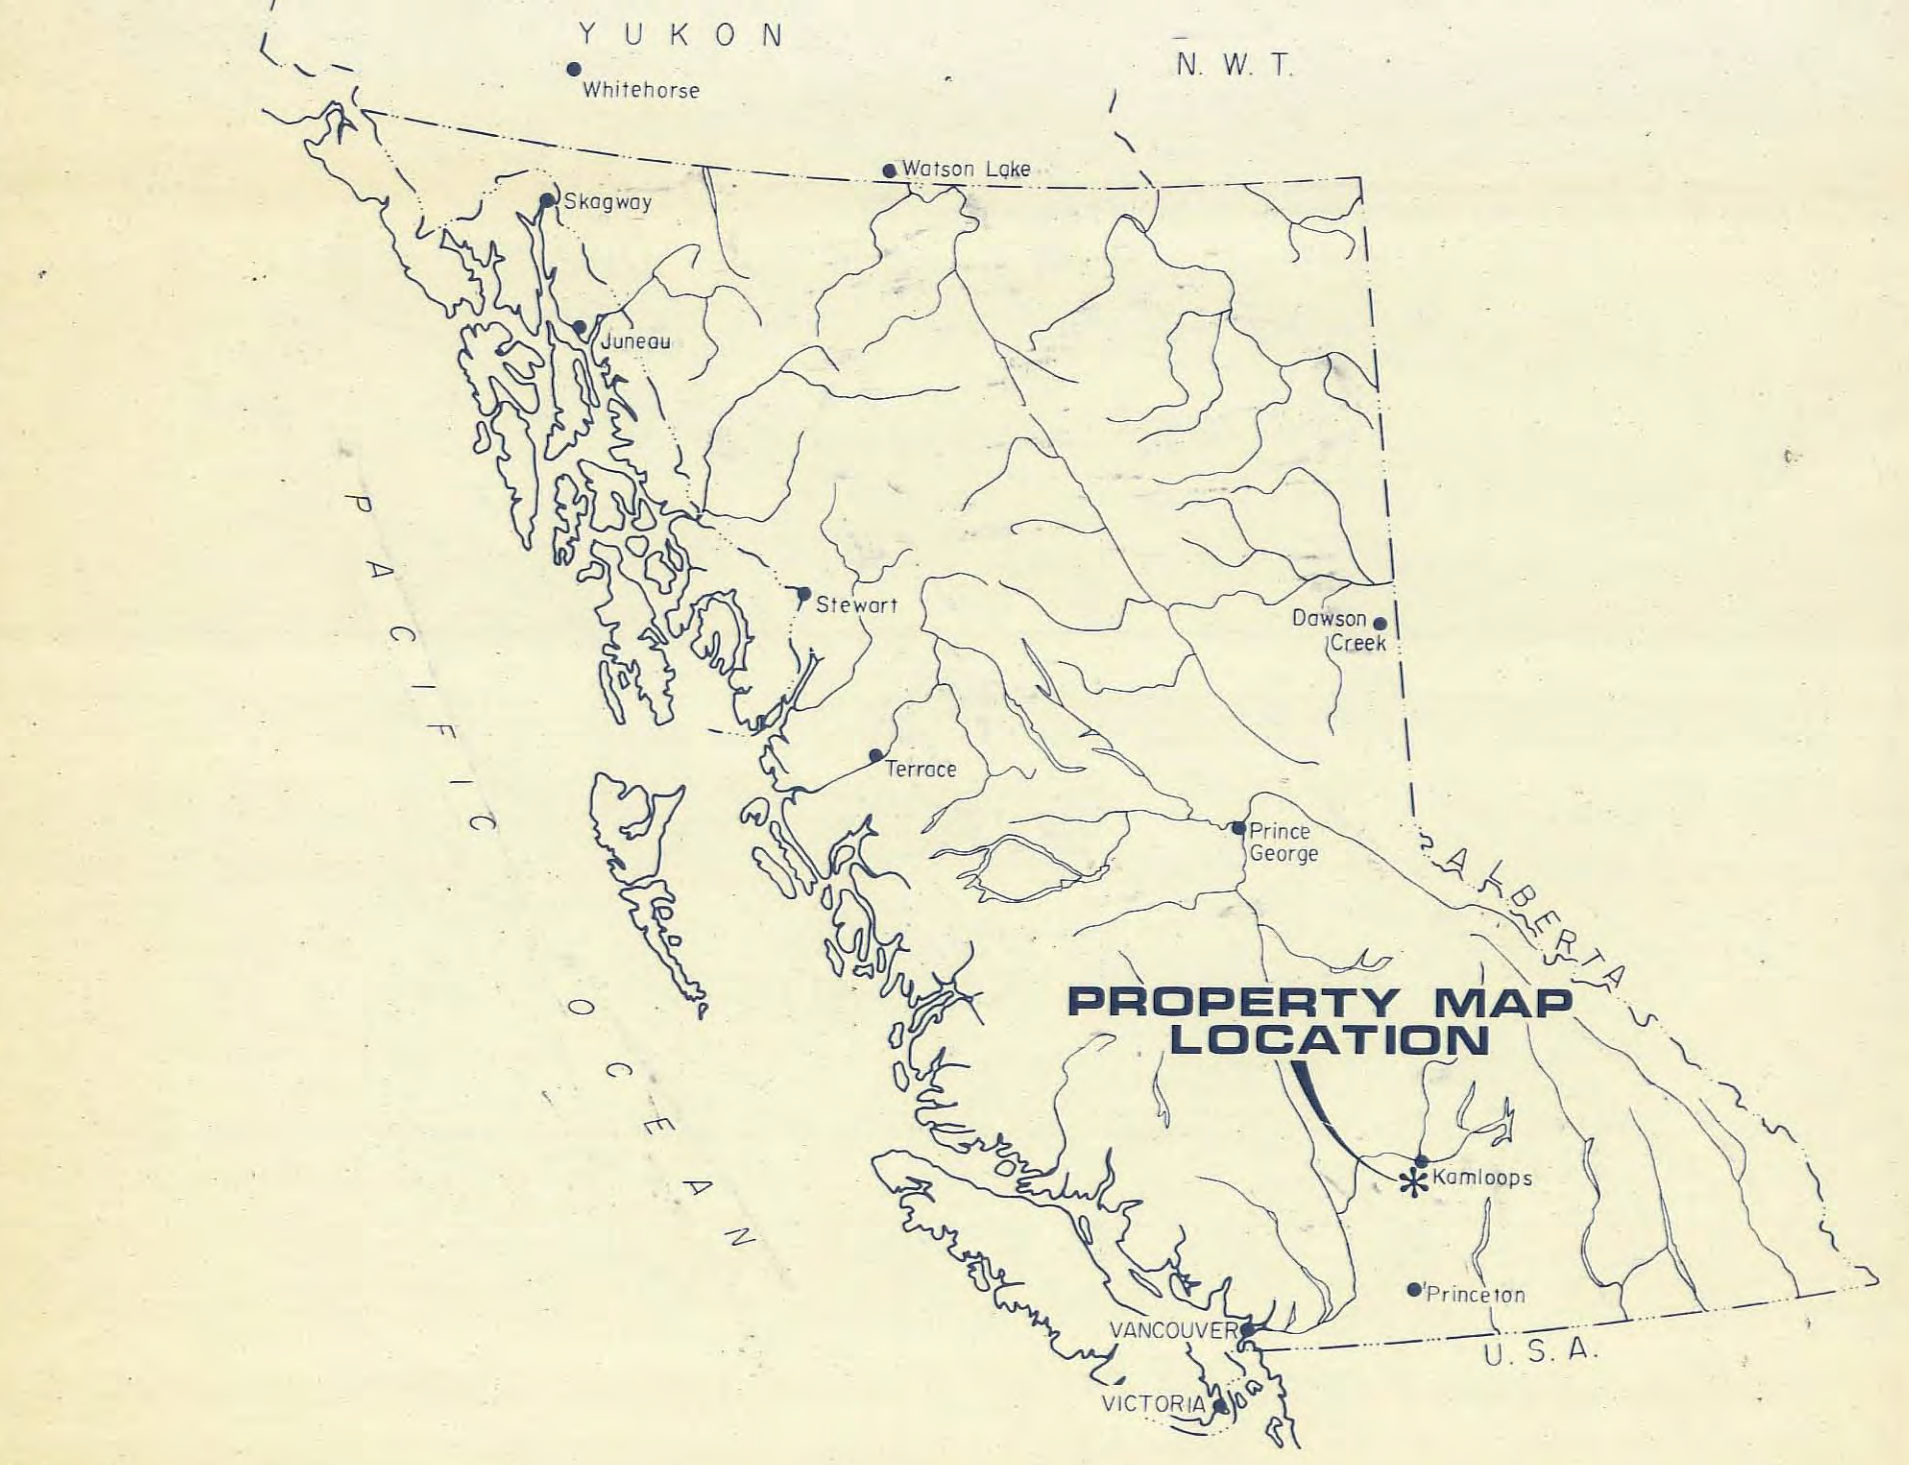 YUKON
N. W. T.
Whitehorse
Watson Lake
Skagway
Juneau
PACIFIC OCEAN
Stewart
Dawson
Creek
Terrace
Prince
George
ALBERTA
PROPERTY MAP
LOCATION
Kamloops
Princeton
VANCOUVER
U. S. A.
VICTORIA